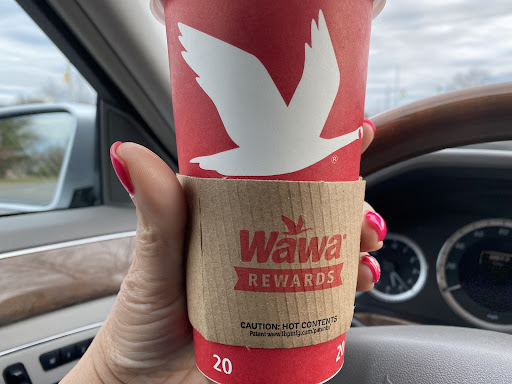 ®
Wawa®
REWARDS
CAUTION: HOT CONTENTS
20 20